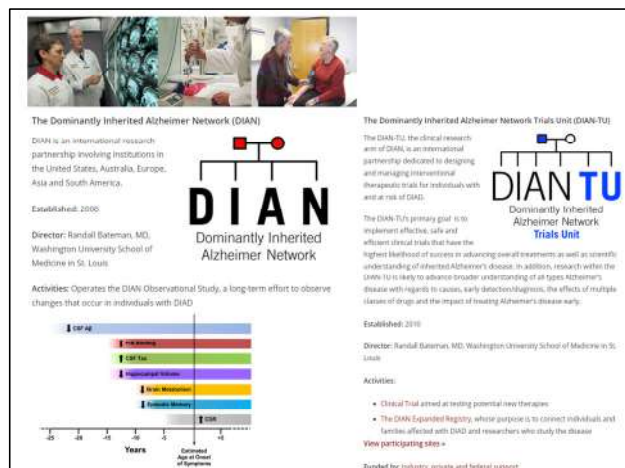 The Dominantly Inherited Alzheimer Network (DIAN)
DIAN is an international research
partnership involving institutions in
the United States, Australia, Europe,
Asia and South America.
Director: Randall Bateman, MD,
Washington University School of
Medicine in St. Louis
DIAN
Dominantly Inherited
Alzheimer Network
Activities: Operates the DIAN Observational Study, a long-term effort to observe
changes that occur in individuals with DIAD
CSF Aβ
CSF Tau
Hippocampal Volume
Brain Metabolism
Episodic Memory
-25
-20
-15
-10
-5
Years
Estimated
Age at Onset
of Symptoms
The Dominantly Inherited Alzheimer Network Trials Unit (DIAN-TU)
The DIAN-TU, the clinical research
arm of DIAN, is an international
partnership dedicated to designing
and managing interventional
therapeutic trials for individuals with
and at risk of DIAD.
The DIAN-TU's primary goal is to
implement effective, safe and
efficient clinical trials that have the
DIAN TU
Dominantly Inherited
Alzheimer Network
Trials Unit
highest likelihood of success in advancing overall treatments as well as scientific
understanding of inherited Alzheimer's disease. In addition, research within the
DIAN-TU is likely to advance broader understanding of all types Alzheimer's
disease with regards to causes, early detection/diagnosis, the effects of multiple
classes of drugs and the impact of treating Alzheimer's disease early.
Established: 2010
Director: Randall Bateman, MD, Washington University School of Medicine in St.
Louis
Activities:
• Clinical Trial aimed at testing potential new therapies
• The DIAN Expanded Registry, whose purpose is to connect individuals and
families affected with DIAD and researchers who study the disease
View participating sites »
Funded by: Industry, private and federal support